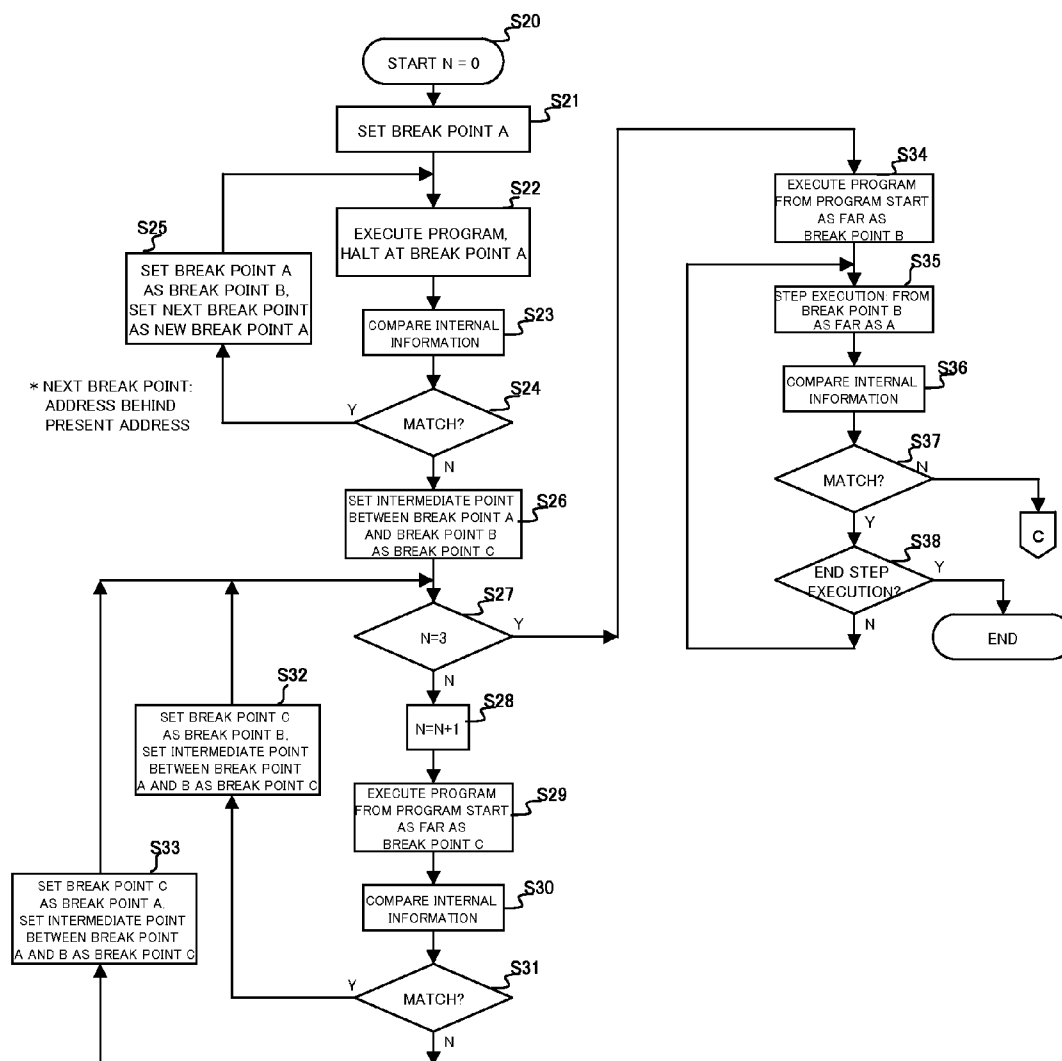 S20
START N = 0
S21
SET BREAK POINT A
S22
EXECUTE PROGRAM,
HALT AT BREAK POINT A
S25
SET BREAK POINT A
AS BREAK POINT B,
SET NEXT BREAK POINT
AS NEW BREAK POINT A
S23
COMPARE INTERNAL
INFORMATION
* NEXT BREAK POINT:
ADDRESS BEHIND
PRESENT ADDRESS
S24
Y
MATCH?
N
SET INTERMEDIATE POINT
BETWEEN BREAK POINT A
AND BREAK POINT B
AS BREAK POINT C
S26
S27
N=3
Y
N
S28
N=N+1
S32
SET BREAK POINT C
AS BREAK POINT B,
SET INTERMEDIATE POINT
BETWEEN BREAK POINT
A AND B AS BREAK POINT C
S29
EXECUTE PROGRAM
FROM PROGRAM START
AS FAR AS
BREAK POINT C
S33
SET BREAK POINT C
AS BREAK POINT A,
SET INTERMEDIATE POINT
BETWEEN BREAK POINT
A AND B AS BREAK POINT C
S30
COMPARE INTERNAL
INFORMATION
S31
Y
MATCH?
N
S34
EXECUTE PROGRAM
FROM PROGRAM START
AS FAR AS
BREAK POINT B
S35
STEP EXECUTION: FROM
BREAK POINT B
AS FAR AS A
S36
COMPARE INTERNAL
INFORMATION
S37
MATCH?
N
Y
C
S38
END STEP
EXECUTION?
Y
N
END